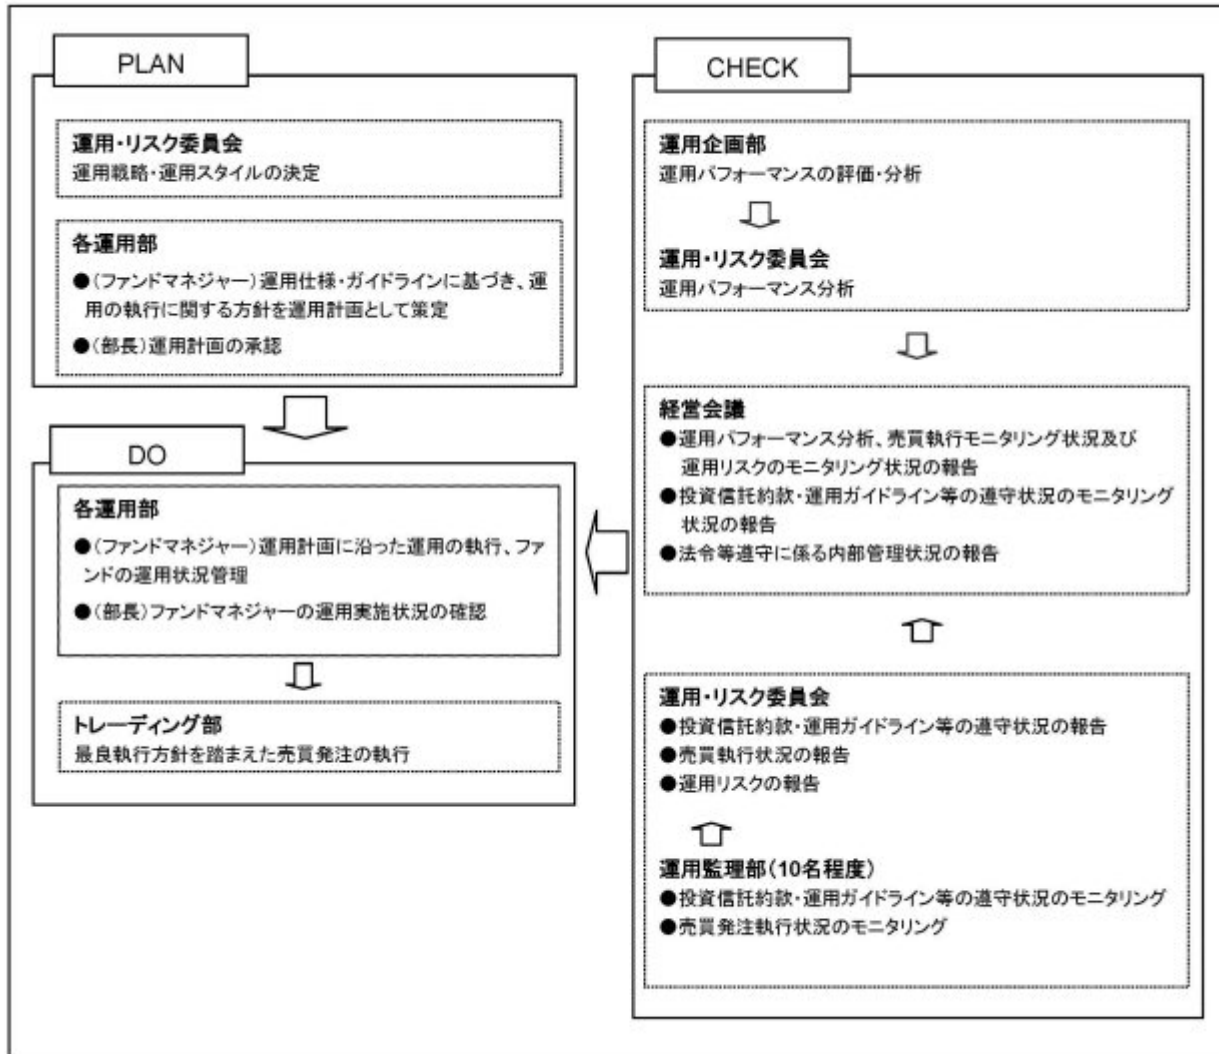 PLAN
運用・リスク委員会
運用戦略・運用スタイルの決定
各運用部
●(ファンドマネジャー)運用仕様・ガイドラインに基づき、運
用の執行に関する方針を運用計画として策定
●(部長)運用計画の承認
DO
各運用部
●(ファンドマネジャー)運用計画に沿った運用の執行、ファ
ンドの運用状況管理
●(部長)ファンドマネジャーの運用実施状況の確認
トレーディング部
最良執行方針を踏まえた売買発注の執行
CHECK
運用企画部
運用パフォーマンスの評価・分析
運用・リスク委員会
運用パフォーマンス分析
経営会議
●運用パフォーマンス分析、売買執行モニタリング状況及び
運用リスクのモニタリング状況の報告
●投資信託約款・運用ガイドライン等の遵守状況のモニタリング
状況の報告
●法令等遵守に係る内部管理状況の報告
運用・リスク委員会
●投資信託約款・運用ガイドライン等の遵守状況の報告
●売買執行状況の報告
●運用リスクの報告
運用監理部(10名程度)
●投資信託約款・運用ガイドライン等の遵守状況のモニタリング
●売買発注執行状況のモニタリング